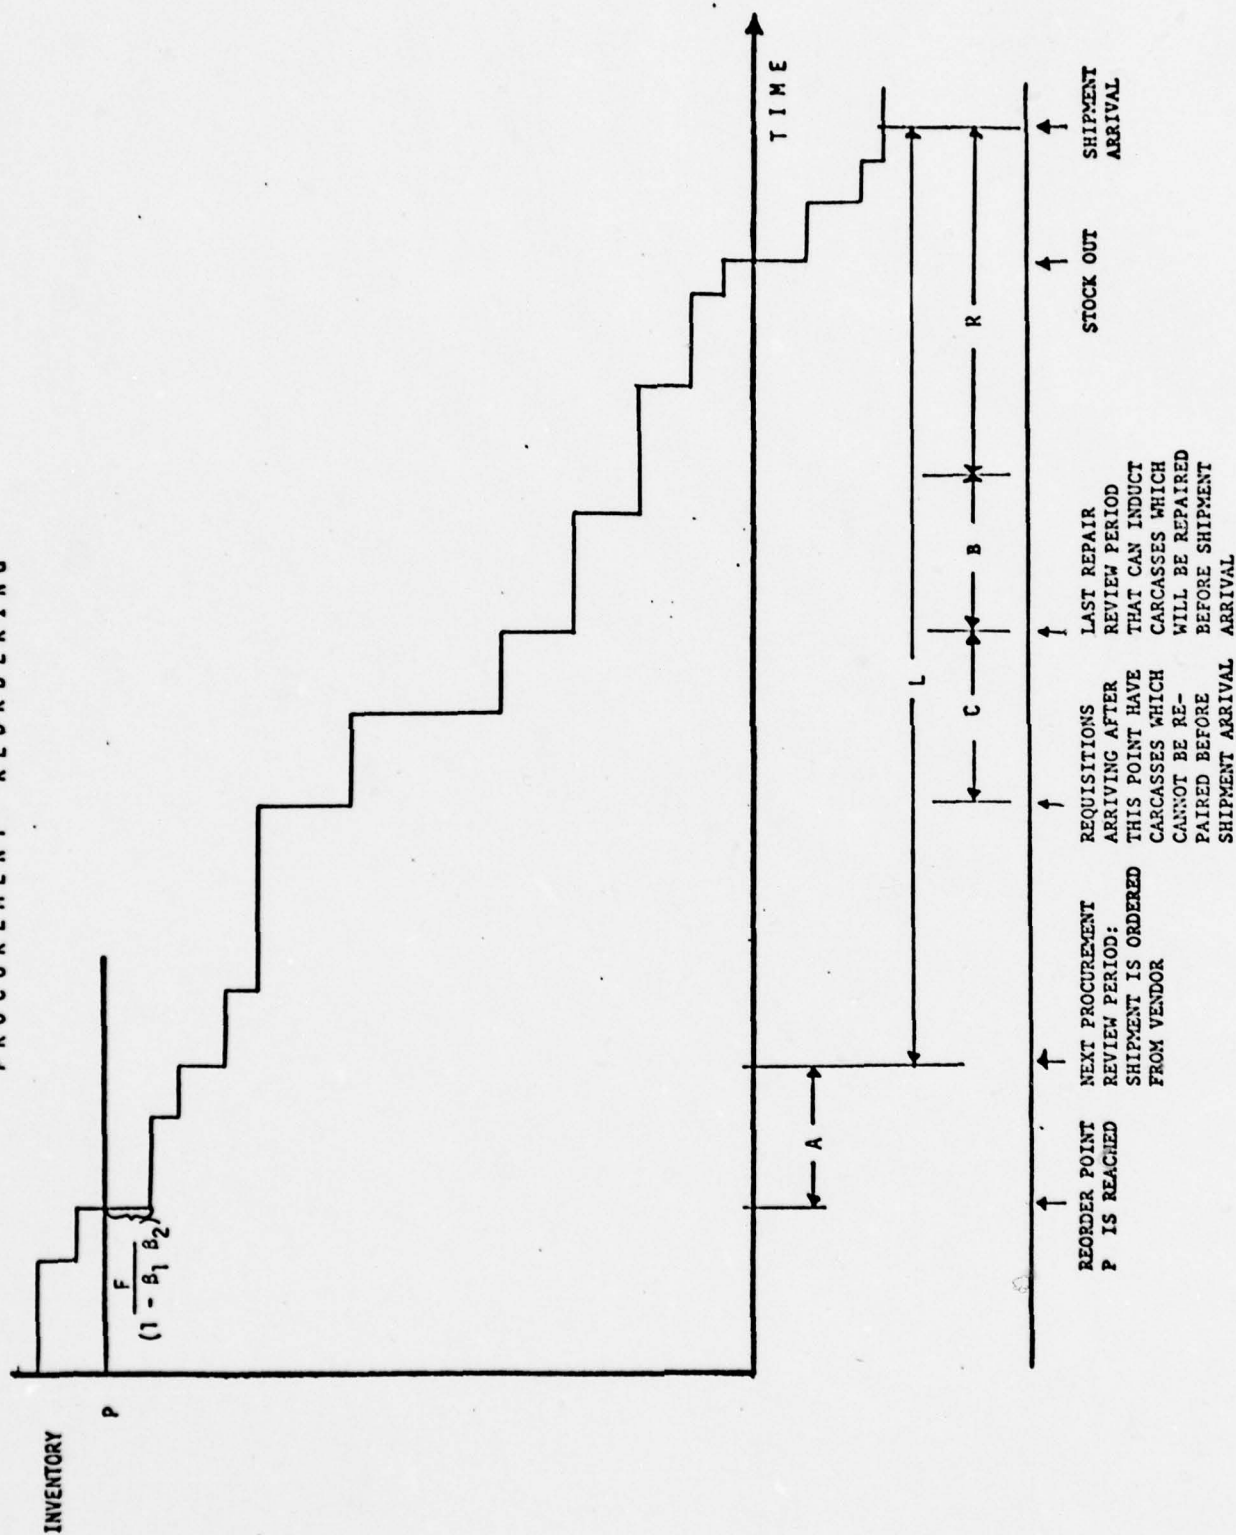 PROCUREMENT REORDERING
INVENTORY
P
F
(1 - β₁ β₂)
TIME
A
L
C
B
R
REORDER POINT
P IS REACHED
NEXT PROCUREMENT
REVIEW PERIOD:
SHIPMENT IS ORDERED
FROM VENDOR
REQUISITIONS
ARRIVING AFTER
THIS POINT HAVE
CARCASSES WHICH
CANNOT BE RE-
PAIRED BEFORE
SHIPMENT ARRIVAL
LAST REPAIR
REVIEW PERIOD
THAT CAN INDUCT
CARCASSES WHICH
WILL BE REPAIRED
BEFORE SHIPMENT
ARRIVAL
STOCK OUT
SHIPMENT
ARRIVAL